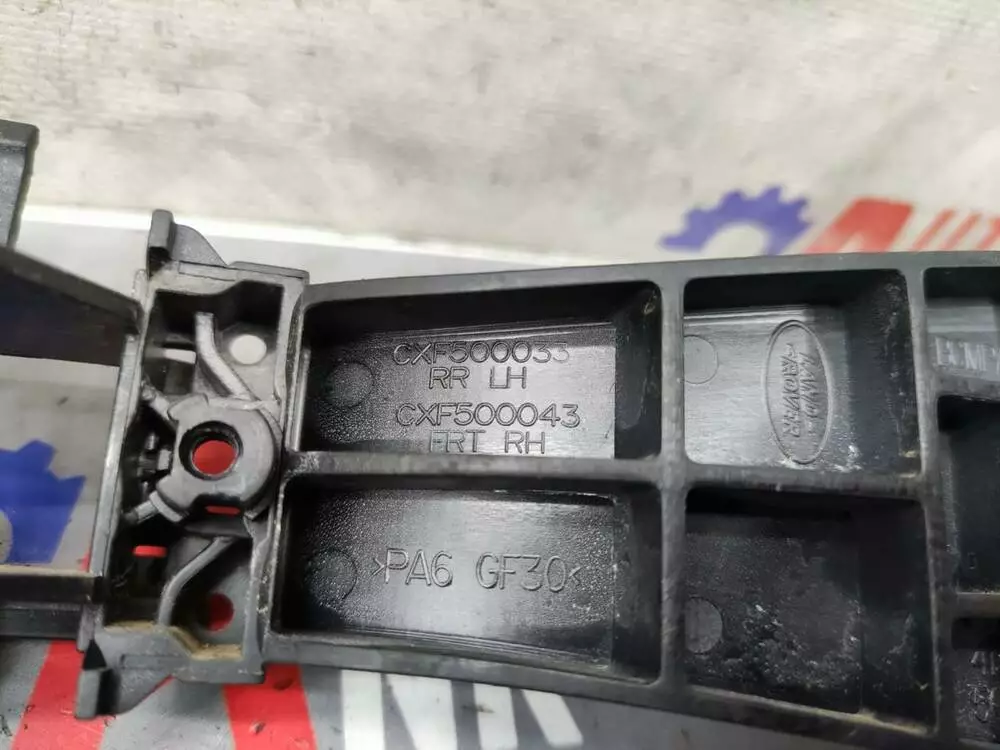 CXF500033
RR LH
CXF500043
FRT RH
LAND-
-ROVER
>PA6 GF30<